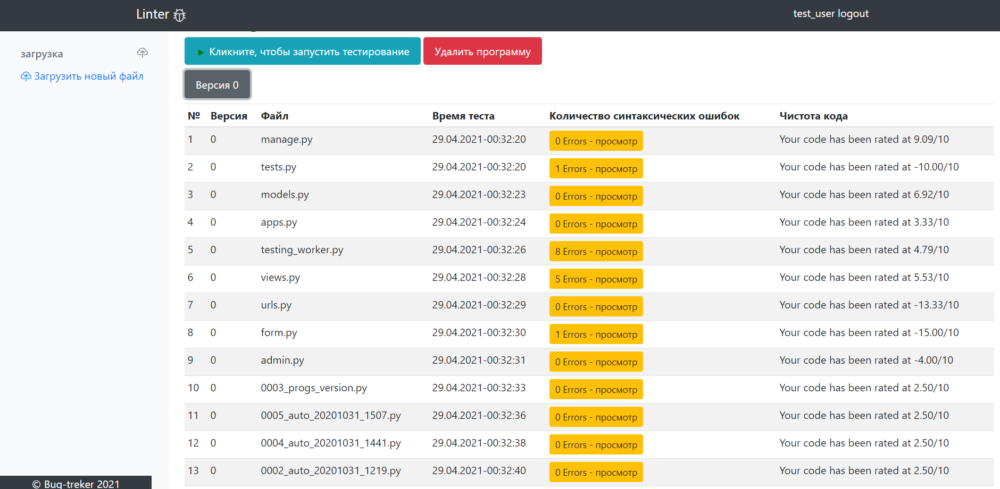 Linter
test_user logout
загрузка
Загрузить новый файл
Кликните, чтобы запустить тестирование
Удалить программу
Версия 0
№ Версия Файл Время теста Количество синтаксических ошибок Чистота кода
1 0 manage.py 29.04.2021-00:32:20 0 Errors - просмотр Your code has been rated at 9.09/10
2 0 tests.py 29.04.2021-00:32:20 1 Errors - просмотр Your code has been rated at -10.00/10
3 0 models.py 29.04.2021-00:32:23 0 Errors - просмотр Your code has been rated at 6.92/10
4 0 apps.py 29.04.2021-00:32:24 0 Errors - просмотр Your code has been rated at 3.33/10
5 0 testing_worker.py 29.04.2021-00:32:26 8 Errors - просмотр Your code has been rated at 4.79/10
6 0 views.py 29.04.2021-00:32:28 5 Errors - просмотр Your code has been rated at 5.53/10
7 0 urls.py 29.04.2021-00:32:29 0 Errors - просмотр Your code has been rated at -13.33/10
8 0 form.py 29.04.2021-00:32:30 1 Errors - просмотр Your code has been rated at -15.00/10
9 0 admin.py 29.04.2021-00:32:31 0 Errors - просмотр Your code has been rated at -4.00/10
10 0 0003_progs_version.py 29.04.2021-00:32:33 0 Errors - просмотр Your code has been rated at 2.50/10
11 0 0005_auto_20201031_1507.py 29.04.2021-00:32:36 0 Errors - просмотр Your code has been rated at 2.50/10
12 0 0004_auto_20201031_1441.py 29.04.2021-00:32:38 0 Errors - просмотр Your code has been rated at 2.50/10
13 0 0002_auto_20201031_1219.py 29.04.2021-00:32:40 0 Errors - просмотр Your code has been rated at 2.50/10
© Bug-treker 2021